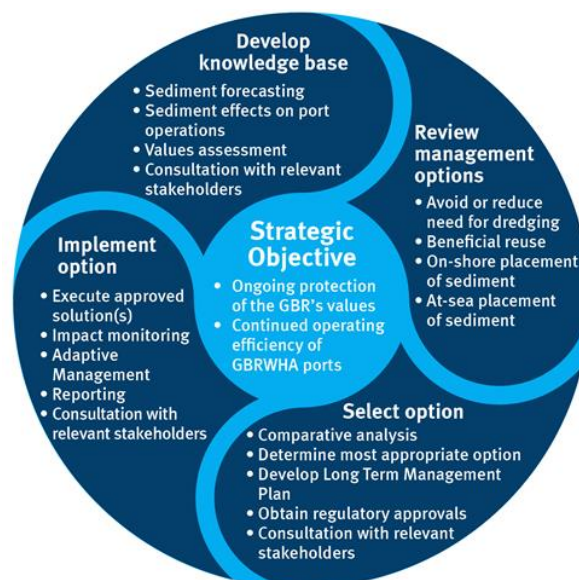 Develop
knowledge base
• Sediment forecasting
• Sediment effects on port
operations
• Values assessment
• Consultation with relevant
stakeholders
Review
management
options
• Avoid or reduce
need for dredging
• Beneficial reuse
• On-shore placement
of sediment
• At-sea placement
of sediment
Strategic
Objective
• Ongoing protection
of the GBR's values
• Continued operating
efficiency of
GBRWHA ports
Implement
option
• Execute approved
solution(s)
• Impact monitoring
• Adaptive
Management
• Reporting
• Consultation with
relevant stakeholders
Select option
• Comparative analysis
• Determine most appropriate option
• Develop Long Term Management
Plan
• Obtain regulatory approvals
• Consultation with relevant
stakeholders